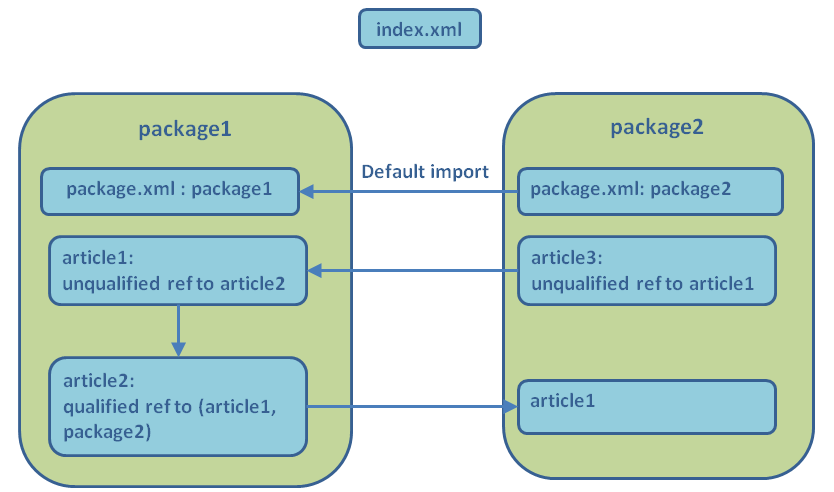 index.xml
package1
package.xml : package1
article1:
unqualified ref to article2
article2:
qualified ref to (article1,
package2)
Default import
package2
package.xml: package2
article3:
unqualified ref to article1
article1